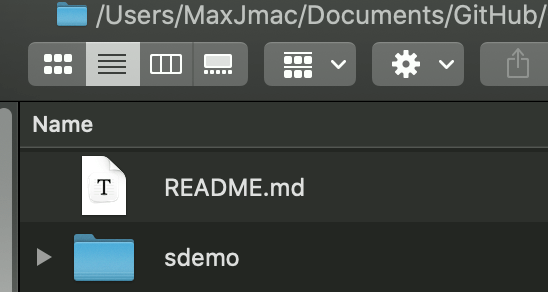 /Users/MaxJmac/Documents/GitHub/
Name
T
README.md
sdemo